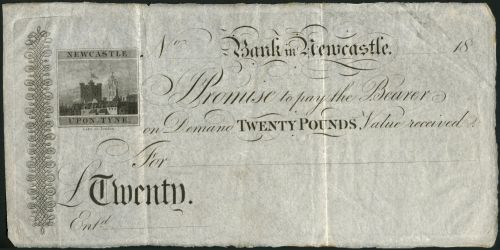 No Bank in Newcastle. 18
NEWCASTLE
UPON TYNE.
I Promise to pay the Bearer
on Demand TWENTY POUNDS, Value received
For
£ Twenty.
Entd